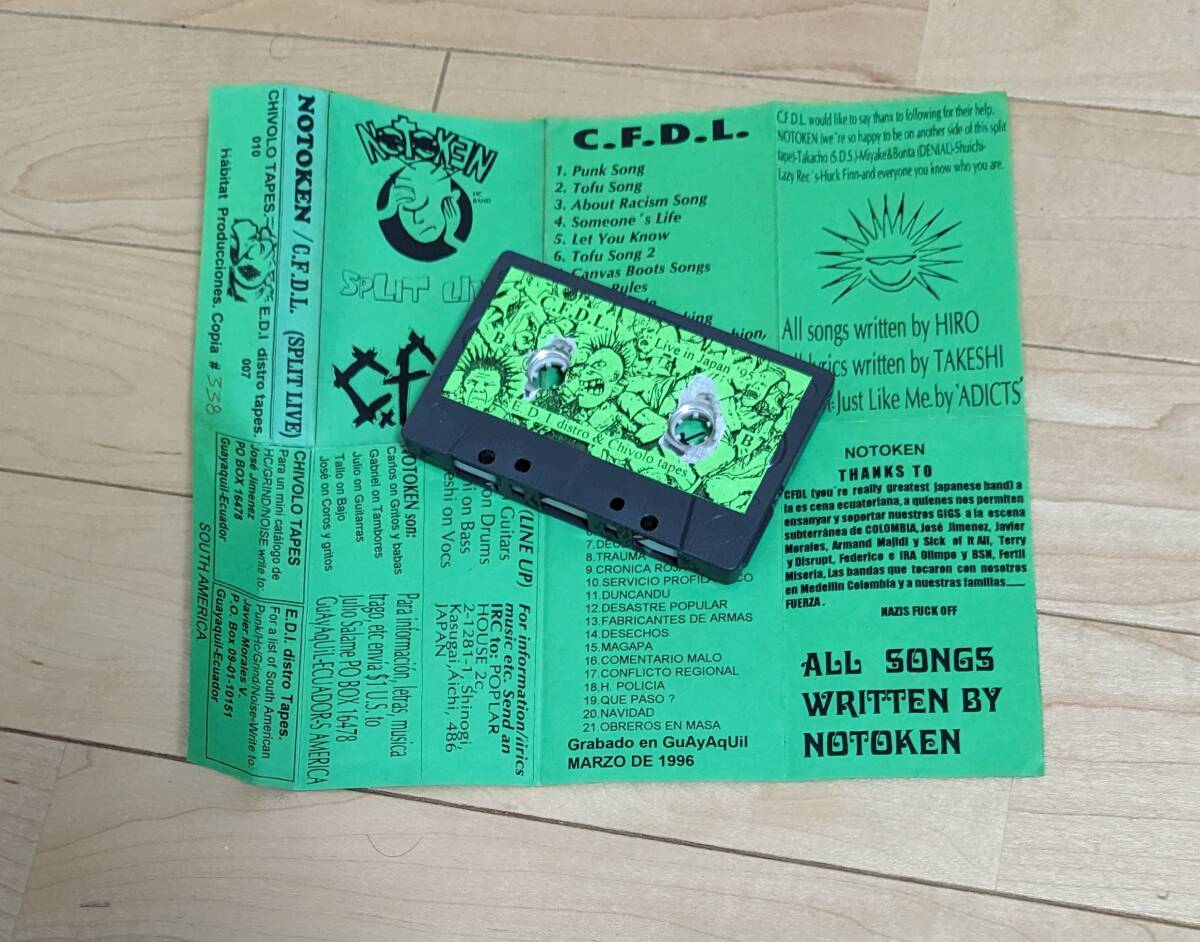 NOTOKEN / C.F.D.L. (SPLIT LIVE)
CHIVOLO TAPES.-
010
E.D.I distro tapes.
007
Hábitat Producciones. Copia # 338
CHIVOLO TAPES
Para un mini catálogo de
HC/GRIND/NOISE write to:
José Jimenez
PO BOX 16478
Guayaquil-Ecuador
E.D.I. distro Tapes.
For a list of South American
Punk/Hc/Grind/Noise-Write to:
Javier Morales V.
P.O. Box 09-01-10151
Guayaquil-Ecuador
SOUTH AMERICA
NOTOKEN
HC
BAND
SPLIT LIV
C.F.
NOTOKEN son:
Carlos on Gritos y babas
Gabriel on Tambores
Julio on Guitarras
Tallo on Bajo
José on Coros y gritos
Para información, letras, musica
trago, etc envía $1 U.S. to
Julio Salame PO BOX 16478
GuAyAqUil-ECUADOR-S AMERICA
(LINE UP)
Guitars
on Drums
on Bass
eshi on Vocs
For information/lirics
music etc. Send an
IRC to: POPLAR
HOUSE 2c,
2-1281-1, Shinogi,
Kasugai, Aichi, 486
JAPAN
C.F.D.L.
1. Punk Song
2. Tofu Song
3. About Racism Song
4. Someone´s Life
5. Let You Know
6. Tofu Song 2
Canvas Boots Songs
Rules
king
hion,
C.F.D.L.
Live in Japan '95
B
B
E.D.I. distro & Chivolo tapes
7.DEC
8.TRAUMA
9.CRONICA ROJA
10.SERVICIO PROFIL CO
11.DUNCANDU
12.DESASTRE POPULAR
13.FABRICANTES DE ARMAS
14.DESECHOS
15.MAGAPA
16.COMENTARIO MALO
17.CONFLICTO REGIONAL
18.H. POLICIA
19.QUE PASO ?
20.NAVIDAD
21.OBREROS EN MASA
Grabado en GuAyAqUil
MARZO DE 1996
C.F.D.L. would like to say thanx to following for their help.
NOTOKEN (we´re so happy to be on another side of this split
tape)-Takacho (S.D.S.)-Miyake&Bunta (DENIAL)-Shuichi-
Lazy Rec´s-Huck Finn-and everyone you know who you are.
All songs written by HIRO
lyrics written by TAKESHI
Just Like Me.by 'ADICTS'
NOTOKEN
THANKS TO
CFDL (you´re really greatest japanese band) a
la es cena ecuatoriana, a quienes nos permiten
ensanyar y soportar nuestros GIGS a la escena
subterránea de COLOMBIA, José Jimenez, Javier
Morales, Armand Majidi y Sick of It All, Terry
y Disrupt, Federico e IRA Olimpo y BSN, Fertil
Miseria, Las bandas que tocaron con nosotros
en Medellin Colombia y a nuestras familias......
FUERZA .
NAZIS FUCK OFF
ALL SONGS
WRITTEN BY
NOTOKEN